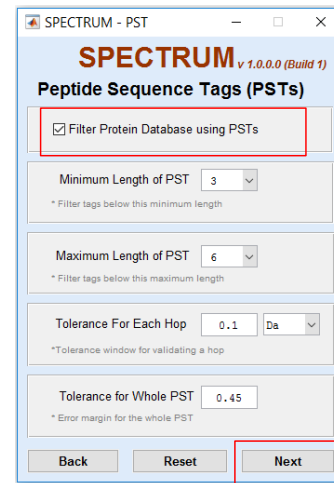 SPECTRUM - PST
SPECTRUM v 1.0.0.0 (Build 1)
Peptide Sequence Tags (PSTs)
Filter Protein Database using PSTs
Minimum Length of PST 3
* Filter tags below this minimum length
Maximum Length of PST 6
* Filter tags below this maximum length
Tolerance For Each Hop 0.1 Da
*Tolerance window for validating a hop
Tolerance for Whole PST 0.45
* Error margin for the whole PST
Back Reset Next